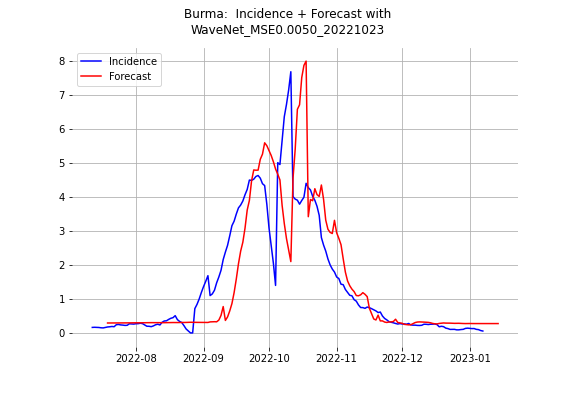 Burma:  Incidence + Forecast with
WaveNet_MSE0.0050_20221023
Incidence
Forecast
8
7
6
5
4
3
2
1
0
2022-08 2022-09 2022-10 2022-11 2022-12 2023-01